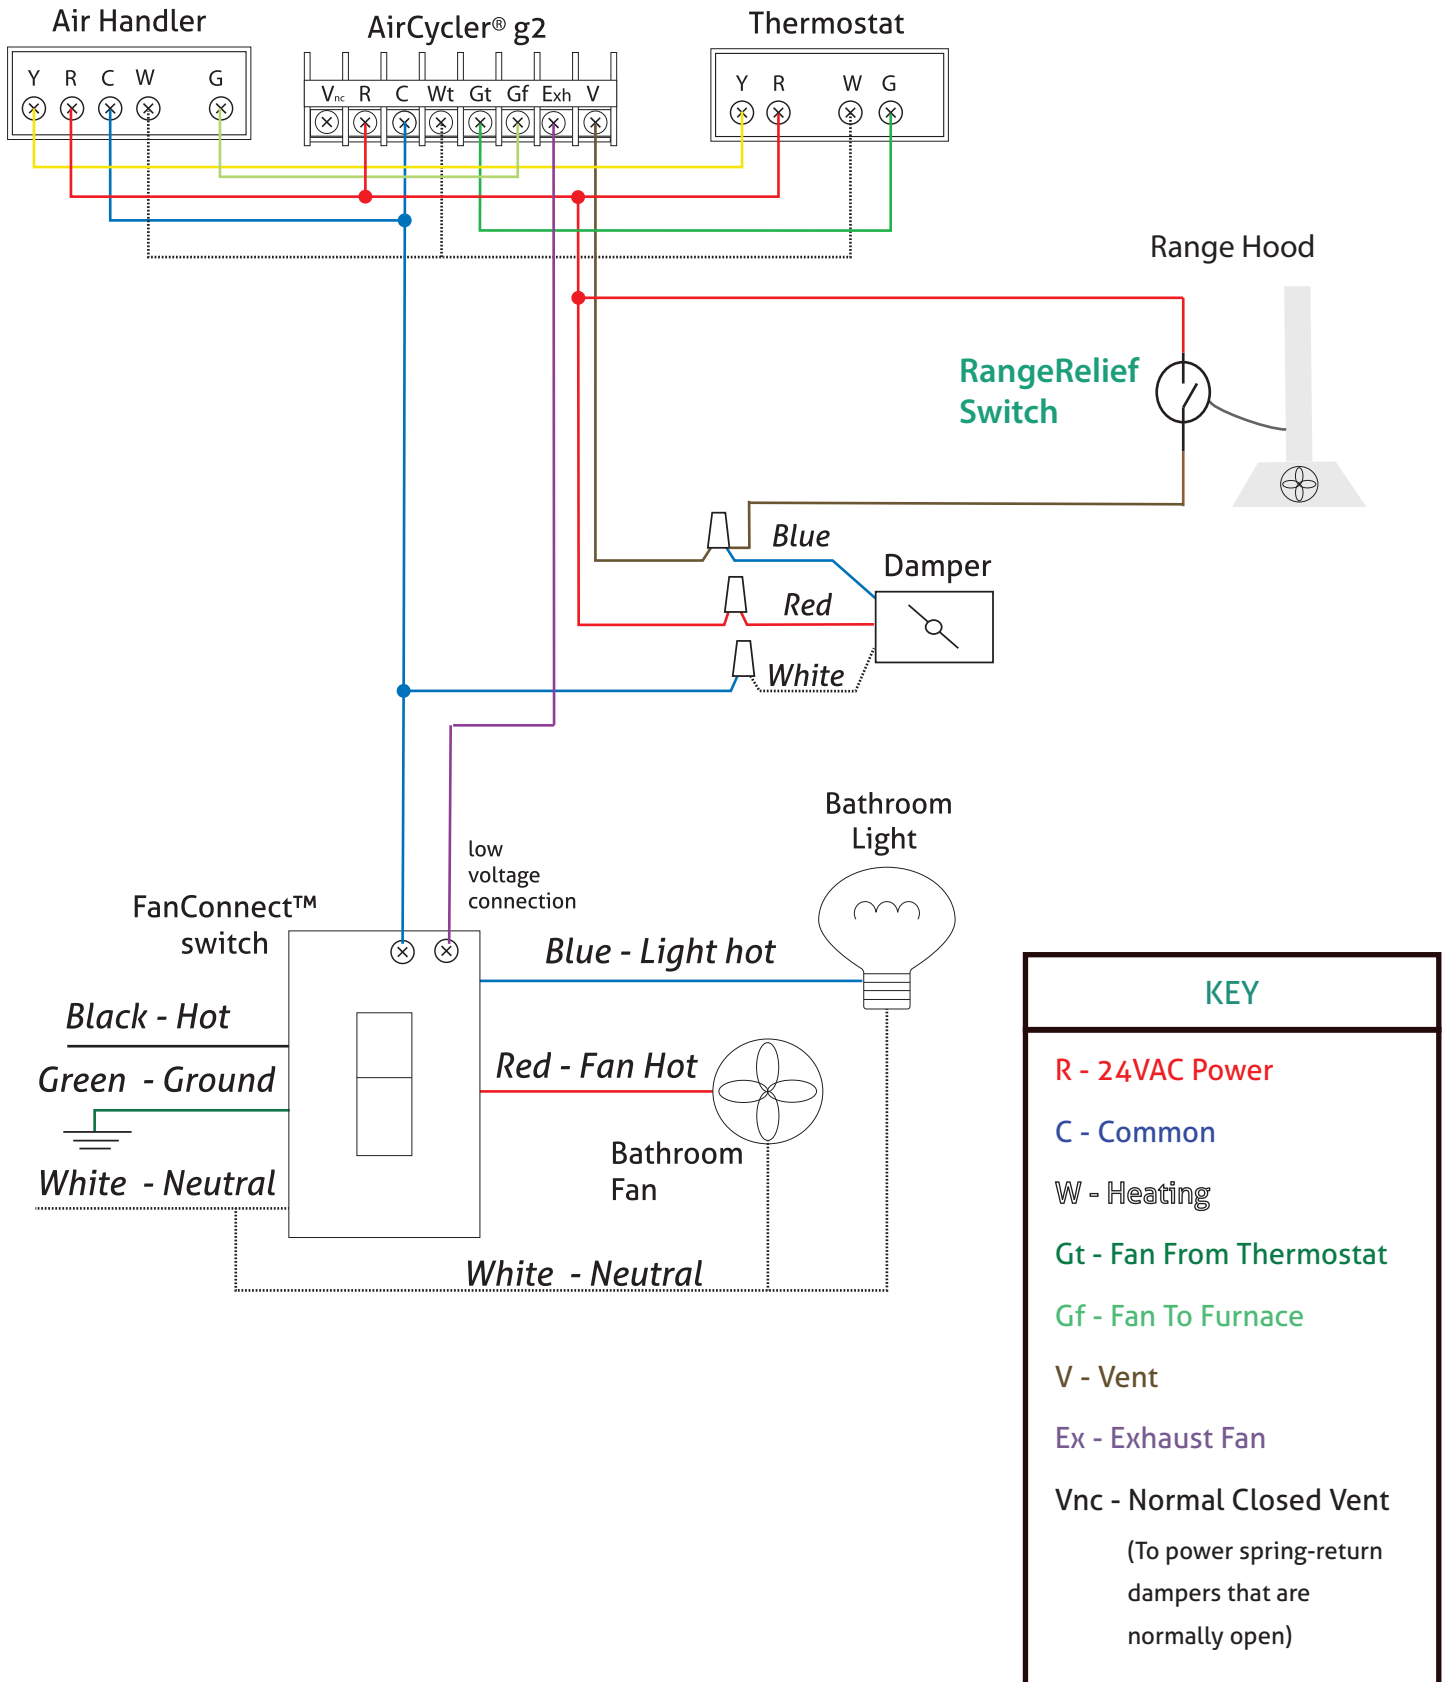 Air Handler
AirCycler® g2
Thermostat
Y R C W G
Vnc R C Wt Gt Gf Exh V
Y R W G
Range Hood
RangeRelief
Switch
Blue
Damper
Red
White
Bathroom
Light
low
voltage
connection
FanConnect™
switch
Blue - Light hot
Black - Hot
Red - Fan Hot
Green - Ground
Bathroom
Fan
White - Neutral
White - Neutral
KEY
R - 24VAC Power
C - Common
W - Heating
Gt - Fan From Thermostat
Gf - Fan To Furnace
V - Vent
Ex - Exhaust Fan
Vnc - Normal Closed Vent
(To power spring-return
dampers that are
normally open)